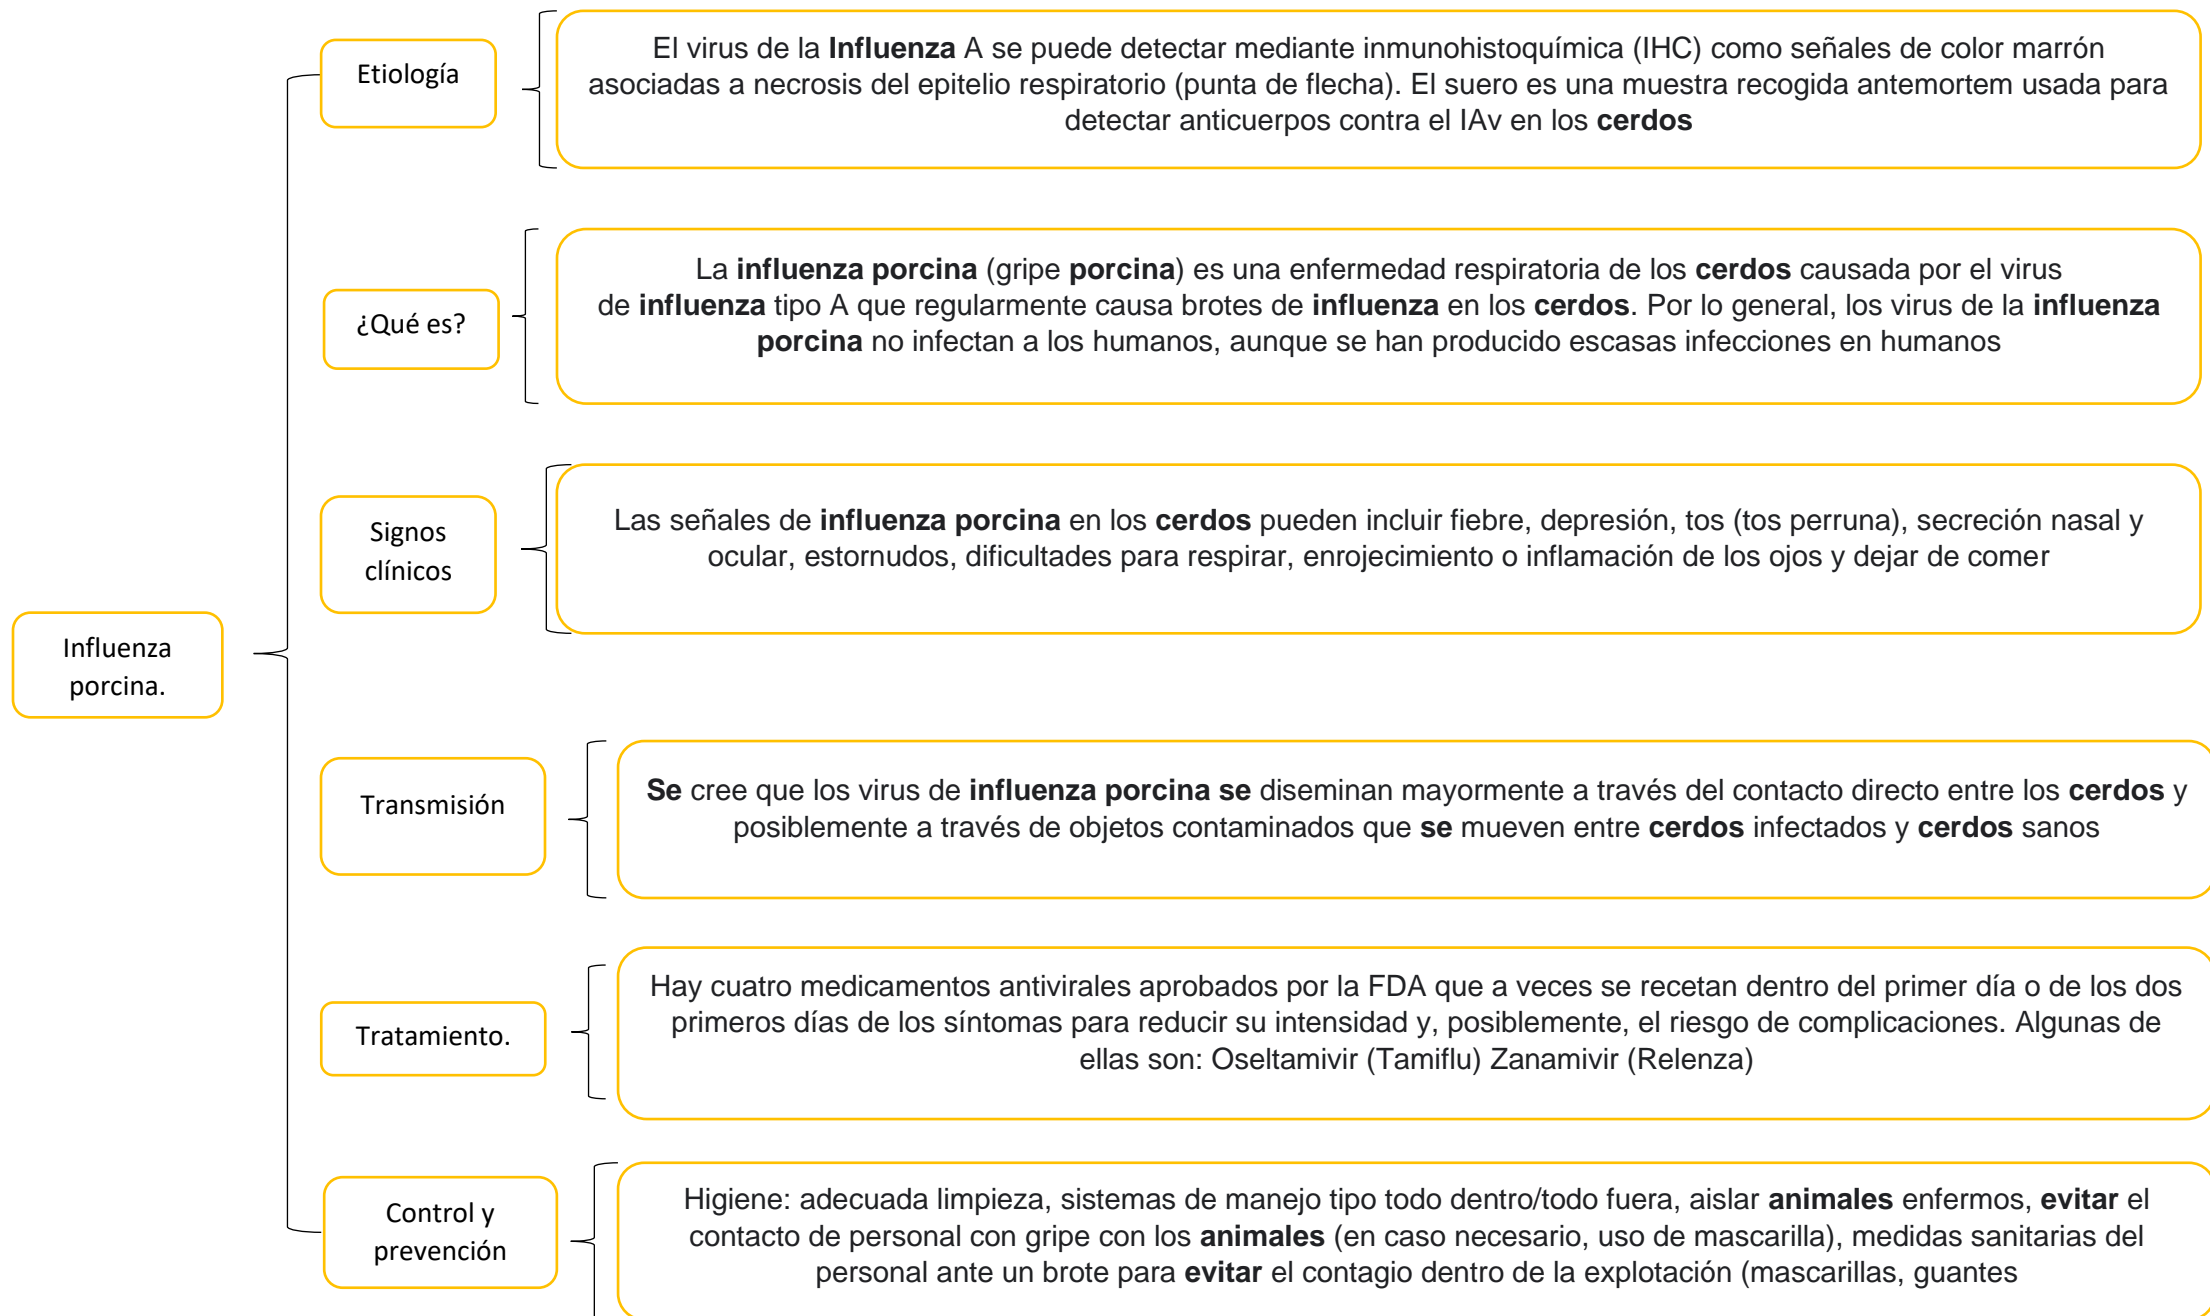 Influenza
porcina.
Etiología
El virus de la Influenza A se puede detectar mediante inmunohistoquímica (IHC) como señales de color marrón
asociadas a necrosis del epitelio respiratorio (punta de flecha). El suero es una muestra recogida antemortem usada para
detectar anticuerpos contra el IAv en los cerdos
¿Qué es?
La influenza porcina (gripe porcina) es una enfermedad respiratoria de los cerdos causada por el virus
de influenza tipo A que regularmente causa brotes de influenza en los cerdos. Por lo general, los virus de la influenza
porcina no infectan a los humanos, aunque se han producido escasas infecciones en humanos
Signos
clínicos
Las señales de influenza porcina en los cerdos pueden incluir fiebre, depresión, tos (tos perruna), secreción nasal y
ocular, estornudos, dificultades para respirar, enrojecimiento o inflamación de los ojos y dejar de comer
Transmisión
Se cree que los virus de influenza porcina se diseminan mayormente a través del contacto directo entre los cerdos y
posiblemente a través de objetos contaminados que se mueven entre cerdos infectados y cerdos sanos
Tratamiento.
Hay cuatro medicamentos antivirales aprobados por la FDA que a veces se recetan dentro del primer día o de los dos
primeros días de los síntomas para reducir su intensidad y, posiblemente, el riesgo de complicaciones. Algunas de
ellas son: Oseltamivir (Tamiflu) Zanamivir (Relenza)
Control y
prevención
Higiene: adecuada limpieza, sistemas de manejo tipo todo dentro/todo fuera, aislar animales enfermos, evitar el
contacto de personal con gripe con los animales (en caso necesario, uso de mascarilla), medidas sanitarias del
personal ante un brote para evitar el contagio dentro de la explotación (mascarillas, guantes